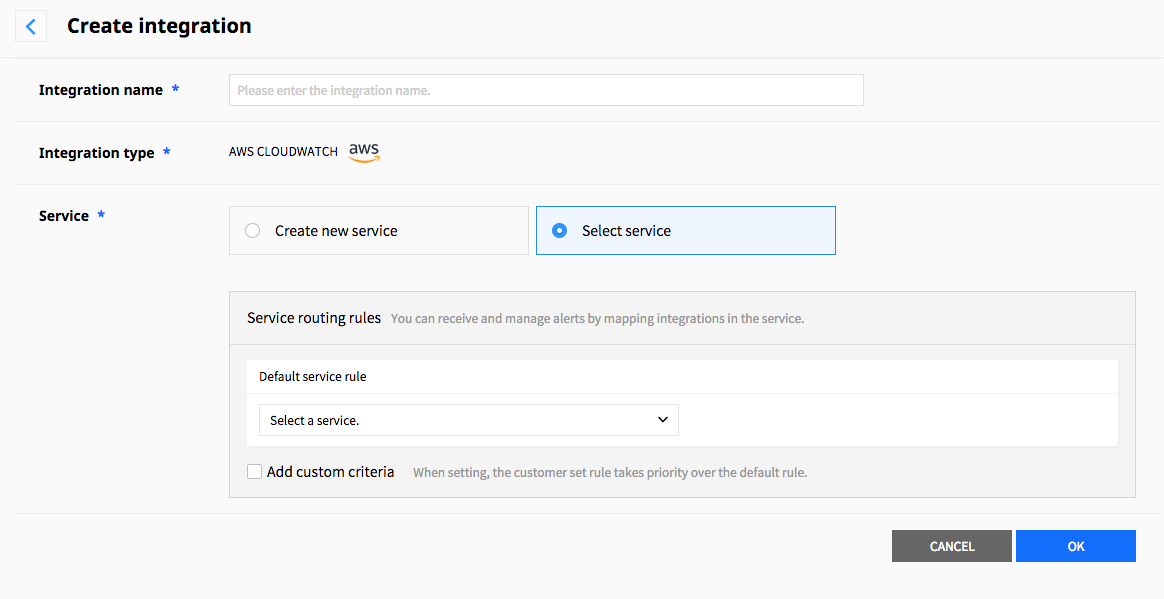 Create integration
Integration name *
Please enter the integration name.
Integration type *
AWS CLOUDWATCH aws
Service *
Create new service
Select service
Service routing rules You can receive and manage alerts by mapping integrations in the service.
Default service rule
Select a service.
Add custom criteria When setting, the customer set rule takes priority over the default rule.
CANCEL
OK